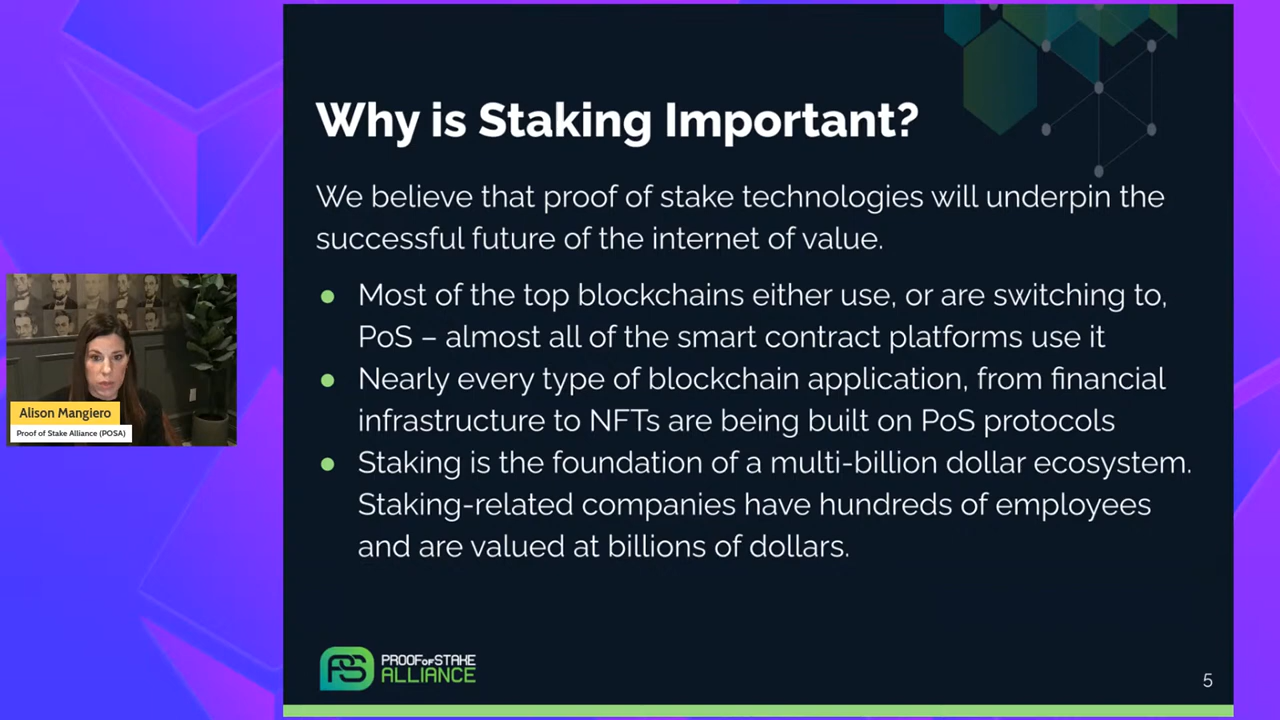 Why is Staking Important?
We believe that proof of stake technologies will underpin the
successful future of the internet of value.
● Most of the top blockchains either use, or are switching to,
PoS – almost all of the smart contract platforms use it
● Nearly every type of blockchain application, from financial
infrastructure to NFTs are being built on PoS protocols
● Staking is the foundation of a multi-billion dollar ecosystem.
Staking-related companies have hundreds of employees
and are valued at billions of dollars.
Alison Mangiero
Proof of Stake Alliance (POSA)
PS PROOF OF STAKE
ALLIANCE
5